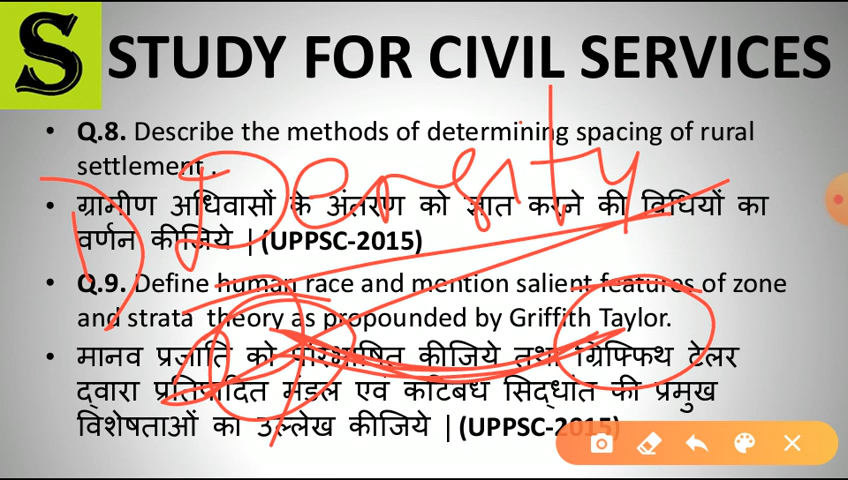 S STUDY FOR CIVIL SERVICES
• Q.8. Describe the methods of determining spacing of rural
settlement .
• ग्रामीण अधिवासों के अंतरण को ज्ञात करने की विधियों का
वर्णन कीजिये | (UPPSC-2015)
1) Density
• Q.9. Define human race and mention salient features of zone
and strata theory as propounded by Griffith Taylor.
• मानव प्रजाति को परिभाषित कीजिये तथा ग्रिफ्फिथ टेलर
द्वारा प्रतिपादित मंडल एवं कटिबंध सिद्धांत की प्रमुख
विशेषताओं का उल्लेख कीजिये | (UPPSC-2015)